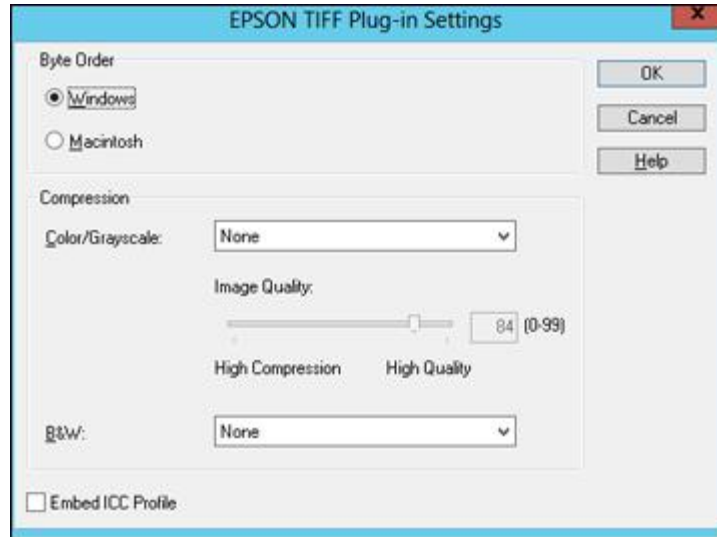 EPSON TIFF Plug-in Settings
x
Byte Order
OK
Windows
Cancel
Macintosh
Help
Compression
Color/Grayscale: None
Image Quality:
84 (0-99)
High Compression High Quality
B&W: None
Embed ICC Profile